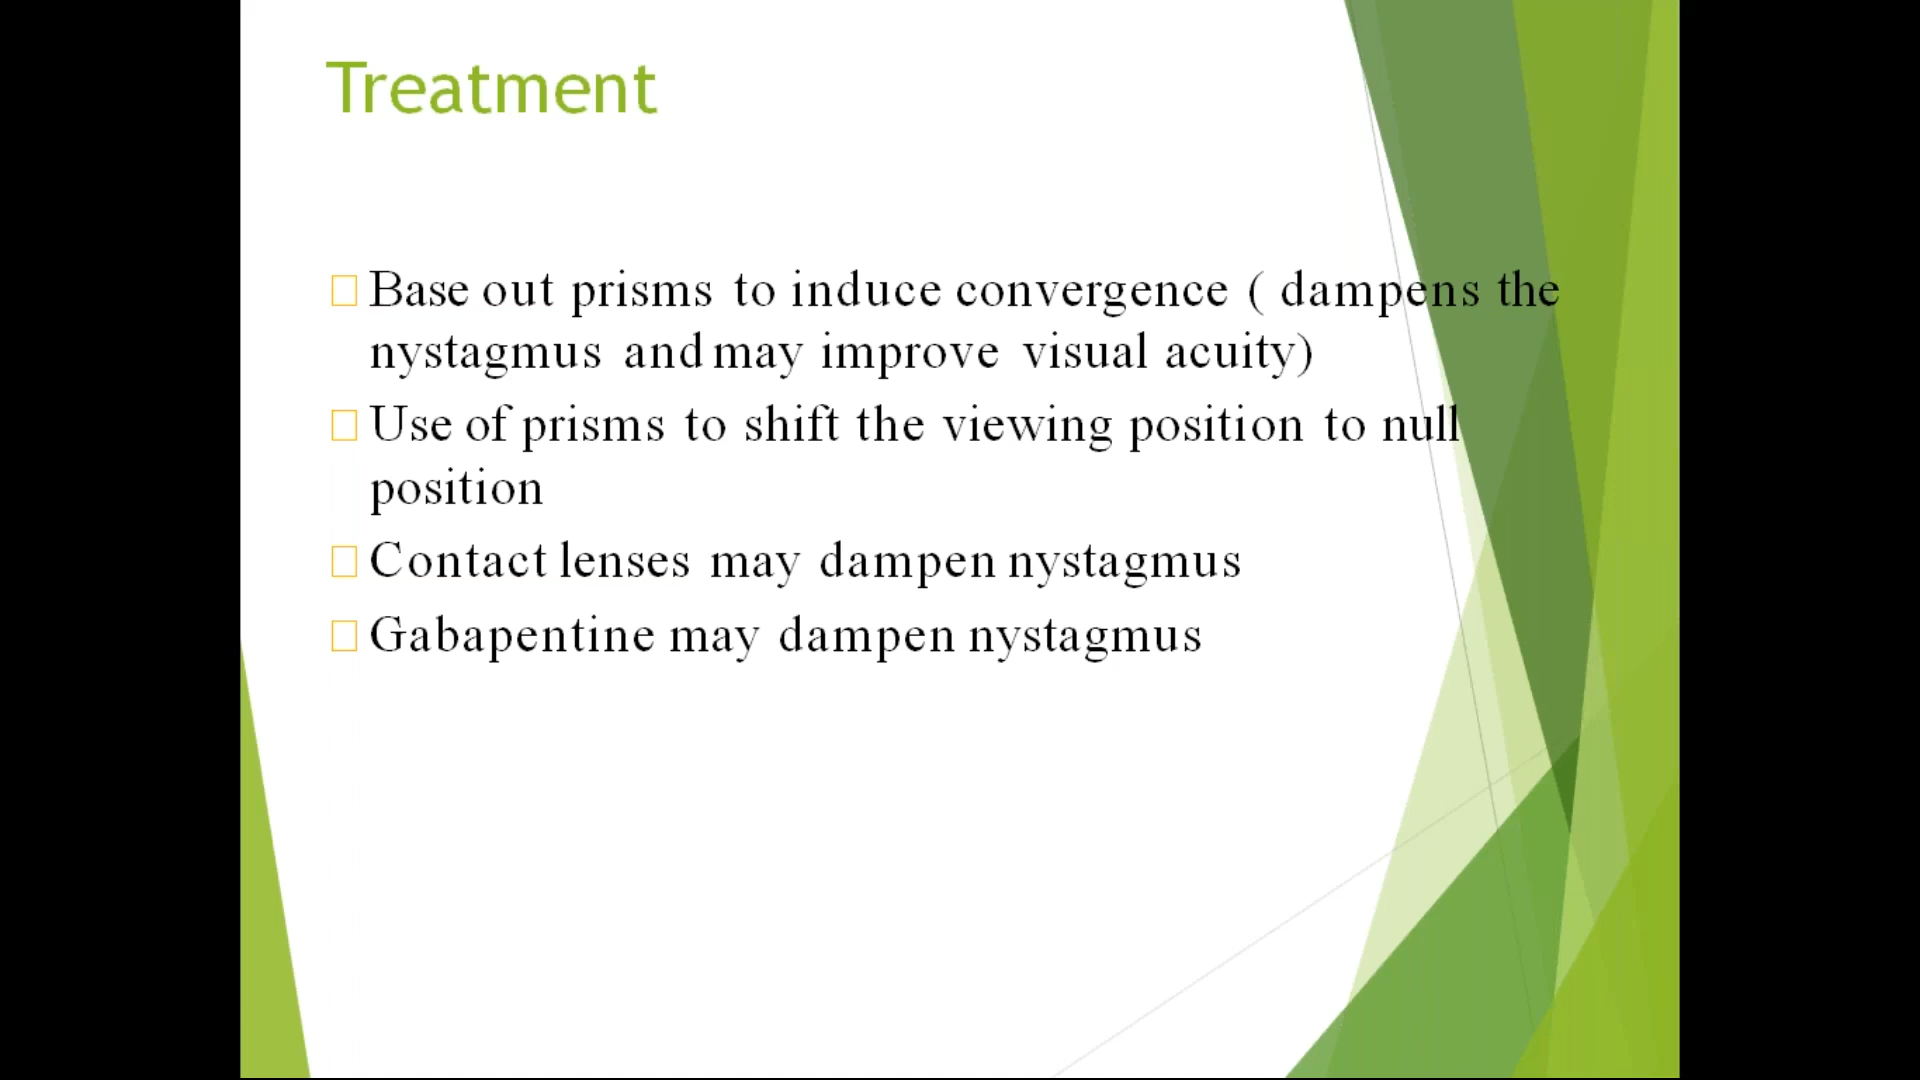 Treatment
Base out prisms to induce convergence ( dampens the
nystagmus and may improve visual acuity)
Use of prisms to shift the viewing position to null
position
Contact lenses may dampen nystagmus
Gabapentine may dampen nystagmus